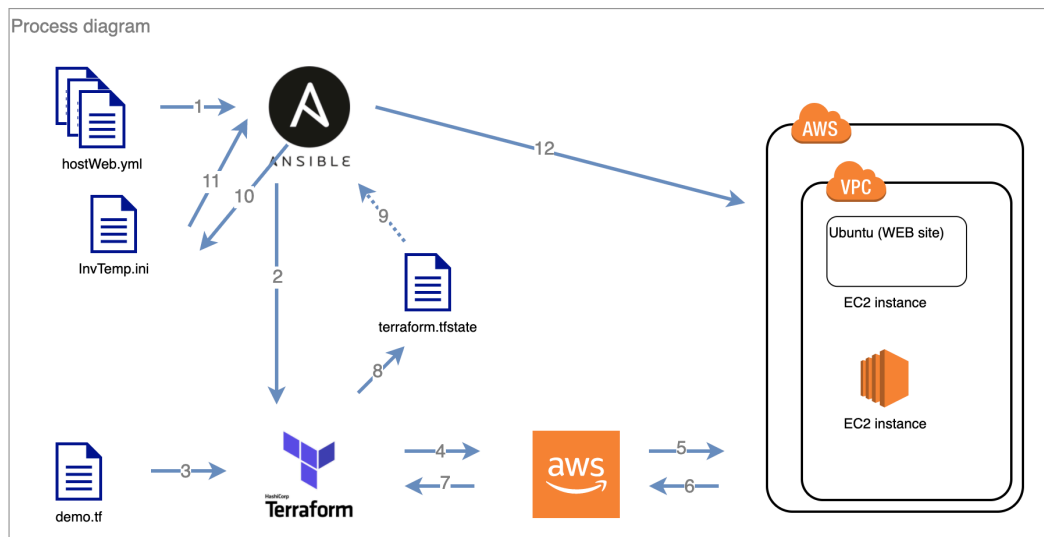 Process diagram
hostWeb.yml
1
ANSIBLE
12
AWS
VPC
11
10
InvTemp.ini
9
Ubuntu (WEB site)
2
EC2 instance
terraform.tfstate
8
EC2 instance
demo.tf
3
HashiCorp
Terraform
4
7
aws
5
6